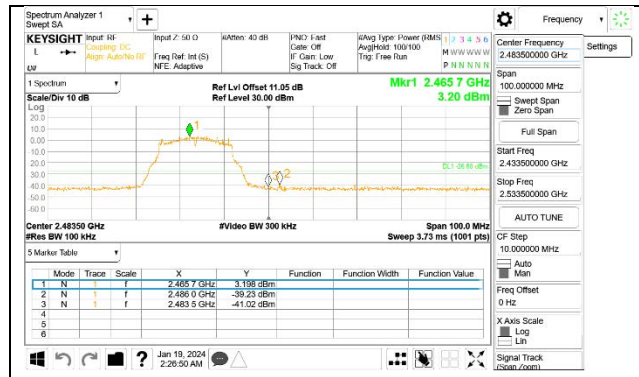 Spectrum Analyzer 1
Swept SA
Frequency
KEYSIGHT Input: RF
Coupling: DC
Align: Auto/No RF
Input Z: 50 Ω
Freq Ref: Int (S)
NFE: Adaptive
#Atten: 40 dB
PNO: Fast
Gate: Off
IF Gain: Low
Sig Track: Off
#Avg Type: Power (RMS
Avg|Hold: 100/100
Trig: Free Run
1 2 3 4 5 6
M W W W W W
P N N N N N
L
Center Frequency
2.483500000 GHz
Settings
Span
100.000000 MHz
Swept Span
Zero Span
Full Span
Start Freq
2.433500000 GHz
Stop Freq
2.533500000 GHz
AUTO TUNE
CF Step
10.000000 MHz
Auto
Man
Freq Offset
0 Hz
X Axis Scale
Log
Lin
Signal Track
(Span Zoom)
1 Spectrum
Scale/Div 10 dB
Log
Ref Lvl Offset 11.05 dB
Ref Level 30.00 dBm
Mkr1 2.465 7 GHz
3.20 dBm
20.0
10.0
0.00
10.0
20.0
30.0
40.0
50.0
-60.0
1
2
Center 2.48350 GHz
#Res BW 100 kHz
#Video BW 300 kHz
Span 100.0 MHz
Sweep 3.73 ms (1001 pts)
5 Marker Table
Mode Trace Scale X Y Function Function Width Function Value
1 N 1 f 2.465 7 GHz 3.198 dBm
2 N 1 f 2.486 0 GHz -39.23 dBm
3 N 1 f 2.483 5 GHz -41.02 dBm
4
5
6
Jan 19, 2024
2:26:50 AM